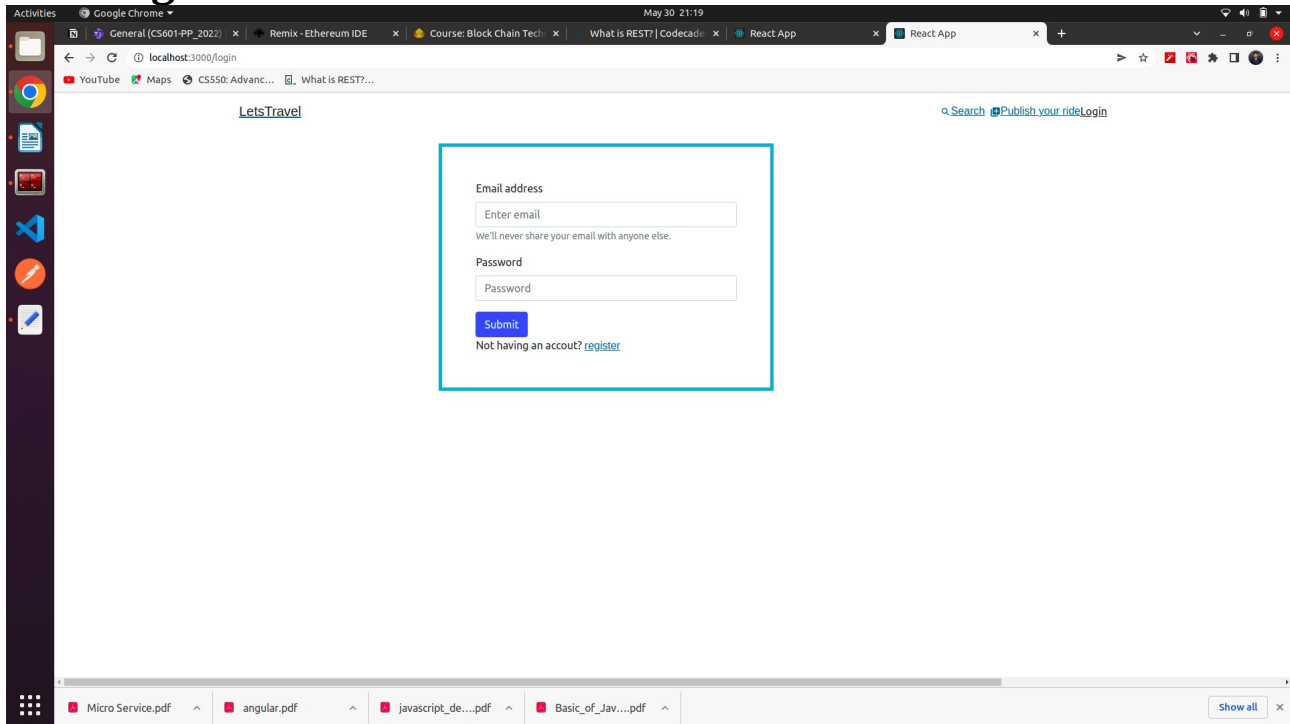 Activities Google Chrome May 30 21:19
General (CS601-PP_2022) Remix - Ethereum IDE Course: Block Chain Tech What is REST? | Codecade React App React App
localhost:3000/login
YouTube Maps CS550: Advanc... What is REST?...
LetsTravel Search Publish your ride Login
Email address
Enter email
We'll never share your email with anyone else.
Password
Password
Submit
Not having an accout? register
Micro Service.pdf angular.pdf javascript_de....pdf Basic_of_Jav....pdf Show all